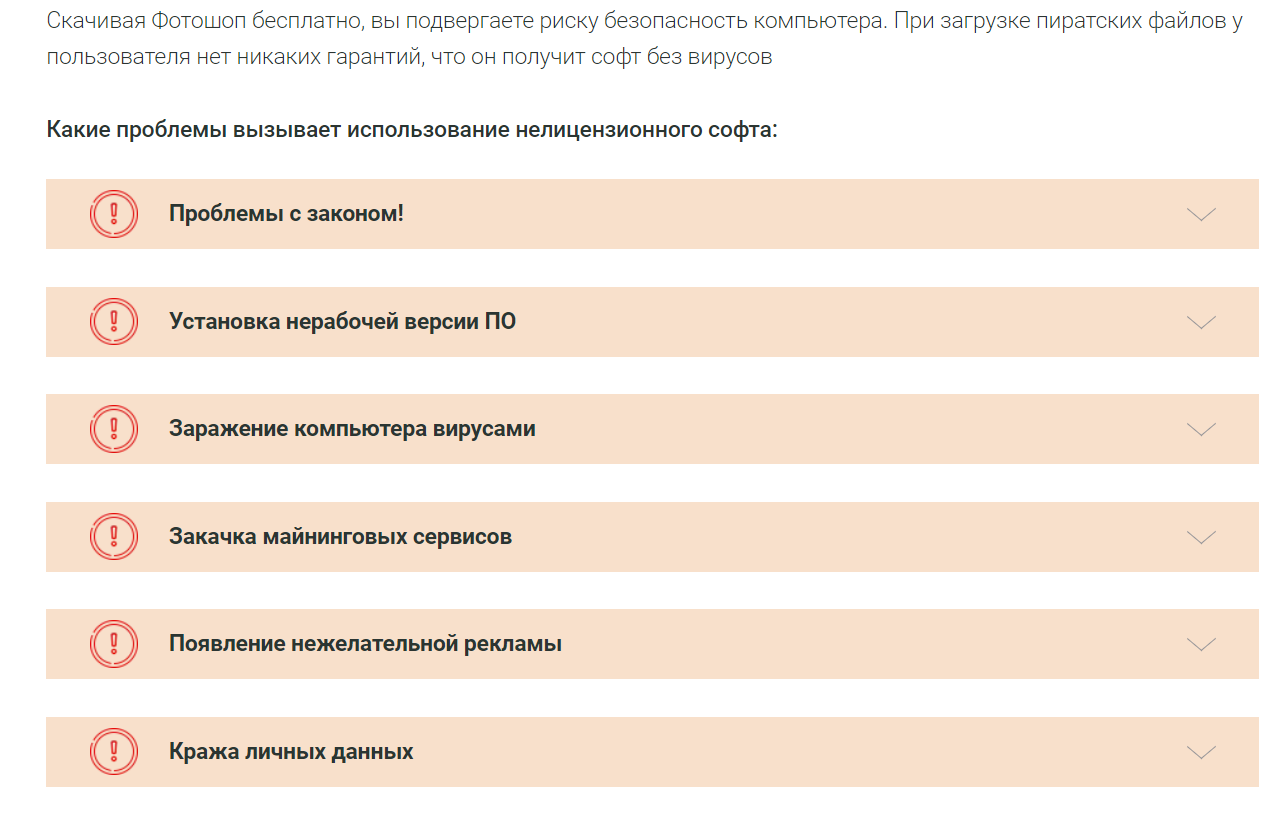 Скачивая Фотошоп бесплатно, вы подвергаете риску безопасность компьютера. При загрузке пиратских файлов у
пользователя нет никаких гарантий, что он получит софт без вирусов
Какие проблемы вызывает использование нелицензионного софта:
Проблемы с законом!
Установка нерабочей версии ПО
Заражение компьютера вирусами
Закачка майнинговых сервисов
Появление нежелательной рекламы
Кража личных данных